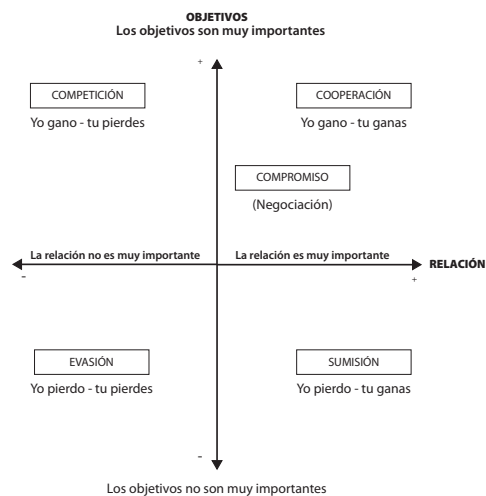 OBJETIVOS
Los objetivos son muy importantes
+
COMPETICIÓN
COOPERACIÓN
Yo gano - tu pierdes
Yo gano - tu ganas
COMPROMISO
(Negociación)
La relación no es muy importante
La relación es muy importante
RELACIÓN
-
+
EVASIÓN
SUMISIÓN
Yo pierdo - tu pierdes
Yo pierdo - tu ganas
-
Los objetivos no son muy importantes